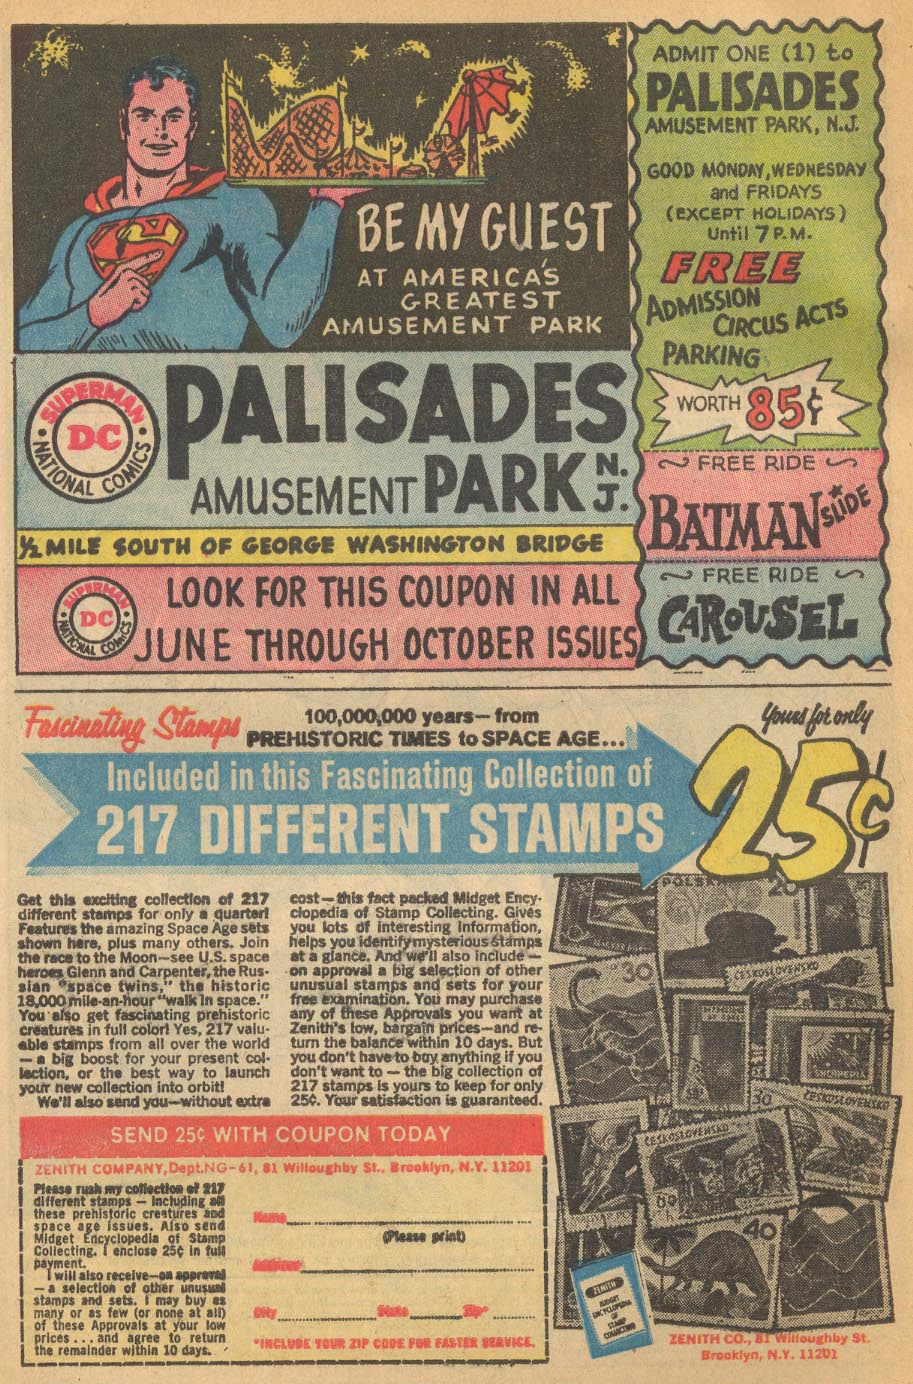 BE MY GUEST
AT AMERICA'S
GREATEST
AMUSEMENT PARK
SUPERMAN
DC
NATIONAL COMICS
PALISADES
AMUSEMENT PARK N.J.
1/2 MILE SOUTH OF GEORGE WASHINGTON BRIDGE
SUPERMAN
DC
NATIONAL COMICS
LOOK FOR THIS COUPON IN ALL
JUNE THROUGH OCTOBER ISSUES
ADMIT ONE (1) to
PALISADES
AMUSEMENT PARK, N.J.
GOOD MONDAY, WEDNESDAY
and FRIDAYS
(EXCEPT HOLIDAYS)
Until 7 P.M.
FREE
ADMISSION
CIRCUS ACTS
PARKING
WORTH 85¢
FREE RIDE
BATMAN SLIDE
FREE RIDE
CAROUSEL
Fascinating Stamps
100,000,000 years—from
PREHISTORIC TIMES to SPACE AGE...
Included in this Fascinating Collection of
217 DIFFERENT STAMPS
Yours for only
25¢
Get this exciting collection of 217
different stamps for only a quarter!
Features the amazing Space Age sets
shown here, plus many others. Join
the race to the Moon—see U.S. space
heroes Glenn and Carpenter, the Rus-
sian "space twins," the historic
18,000 mile-an-hour "walk in space."
You also get fascinating prehistoric
creatures in full color! Yes, 217 valu-
able stamps from all over the world
— a big boost for your present col-
lection, or the best way to launch
your new collection into orbit!
We'll also send you—without extra
cost—this fact packed Midget Ency-
clopedia of Stamp Collecting. Gives
you lots of interesting information,
helps you identify mysterious stamps
at a glance. And we'll also include —
on approval a big selection of other
unusual stamps and sets for your
free examination. You may purchase
any of these Approvals you want at
Zenith's low, bargain prices—and re-
turn the balance within 10 days. But
you don't have to buy anything if you
don't want to — the big collection of
217 stamps is yours to keep for only
25¢. Your satisfaction is guaranteed.
SEND 25¢ WITH COUPON TODAY
ZENITH COMPANY, Dept. NG-61, 81 Willoughby St., Brooklyn, N.Y. 11201
Please rush my collection of 217
different stamps — including all
these prehistoric creatures and
space age issues. Also send
Midget Encyclopedia of Stamp
Collecting. I enclose 25¢ in full
payment.
I will also receive—on approval
— a selection of other unusual
stamps and sets. I may buy as
many or as few (or none at all)
of these Approvals at your low
prices . . . and agree to return
the remainder within 10 days.
Name
(Please print)
Address
City State Zip*
*INCLUDE YOUR ZIP CODE FOR FASTER SERVICE.
POLSKA 20
30
CESKOSLOVENSKO
SHQIPERIA
30
CESKOSLOVENSKO
CESKOSLOVENSKO
60
40
ZENITH
MIDGET
ENCYCLOPEDIA
OF
STAMP
COLLECTING
ZENITH CO., 81 Willoughby St.
Brooklyn, N.Y. 11201